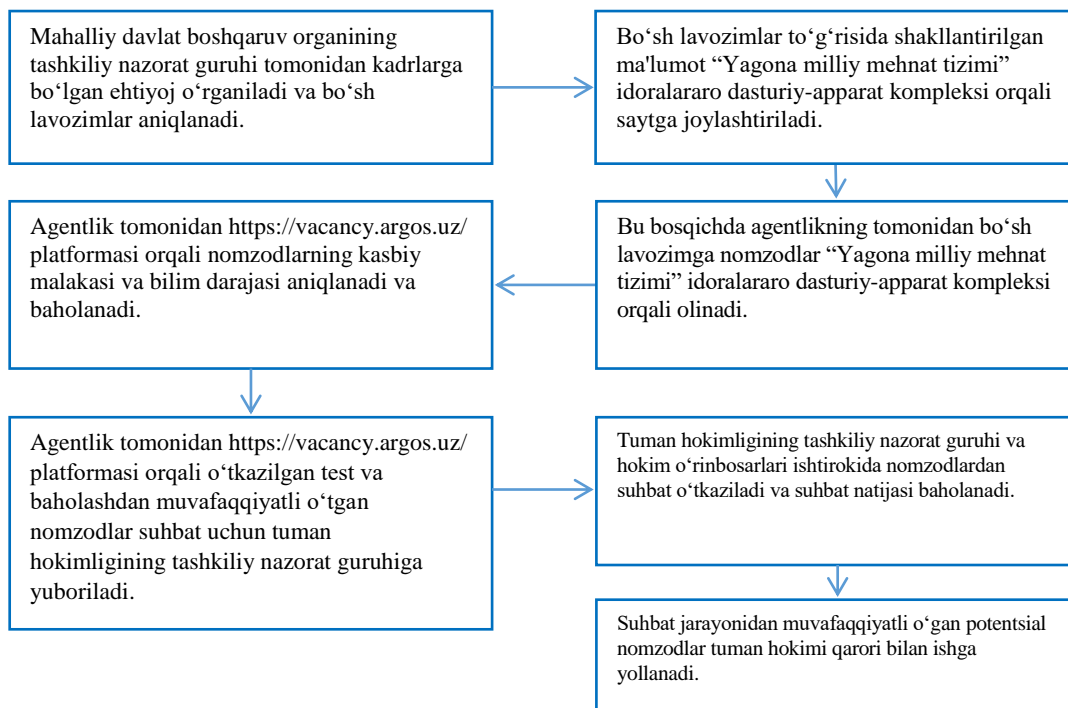 Mahalliy davlat boshqaruv organining
tashkiliy nazorat guruhi tomonidan kadrlarga
bo‘lgan ehtiyoj o‘rganiladi va bo‘sh
lavozimlar aniqlanadi.
Bo‘sh lavozimlar to‘g‘risida shakllantirilgan
ma'lumot “Yagona milliy mehnat tizimi”
idoralararo dasturiy-apparat kompleksi orqali
saytga joylashtiriladi.
Bu bosqichda agentlikning tomonidan bo‘sh
lavozimga nomzodlar “Yagona milliy mehnat
tizimi” idoralararo dasturiy-apparat kompleksi
orqali olinadi.
Agentlik tomonidan https://vacancy.argos.uz/
platformasi orqali nomzodlarning kasbiy
malakasi va bilim darajasi aniqlanadi va
baholanadi.
Agentlik tomonidan https://vacancy.argos.uz/
platformasi orqali o‘tkazilgan test va
baholashdan muvafaqqiyatli o‘tgan
nomzodlar suhbat uchun tuman
hokimligining tashkiliy nazorat guruhiga
yuboriladi.
Tuman hokimligining tashkiliy nazorat guruhi va
hokim o‘rinbosarlari ishtirokida nomzodlardan
suhbat o‘tkaziladi va suhbat natijasi baholanadi.
Suhbat jarayonidan muvafaqqiyatli o‘gan potentsial
nomzodlar tuman hokimi qarori bilan ishga
yollanadi.